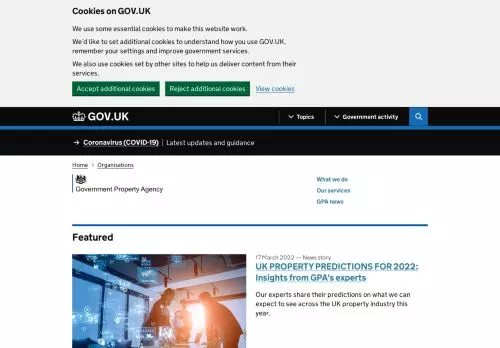 Cookies on GOV.UK
We use some essential cookies to make this website work.
We'd like to set additional cookies to understand how you use GOV.UK,
remember your settings and improve government services.
We also use cookies set by other sites to help us deliver content from their
services.
Accept additional cookies Reject additional cookies View cookies
GOV.UK Topics Government activity
→ Coronavirus (COVID-19) Latest updates and guidance
Home > Organisations
Government Property Agency
What we do
Our services
GPA news
Featured
17 March 2022 — News story
UK PROPERTY PREDICTIONS FOR 2022:
Insights from GPA's experts
Our experts share their predictions on what we can
expect to see across the UK property industry this
year.